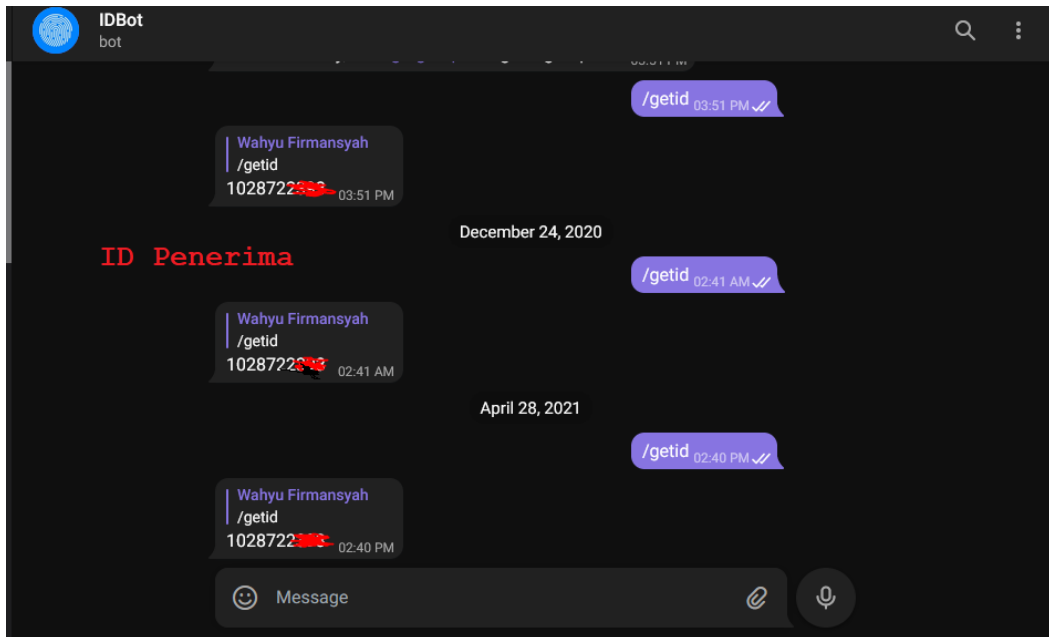 IDBot
bot
/getid 03:51 PM
Wahyu Firmansyah
/getid
1028722 03:51 PM
December 24, 2020
ID Penerima
/getid 02:41 AM
Wahyu Firmansyah
/getid
1028722 02:41 AM
April 28, 2021
/getid 02:40 PM
Wahyu Firmansyah
/getid
1028722 02:40 PM
Message